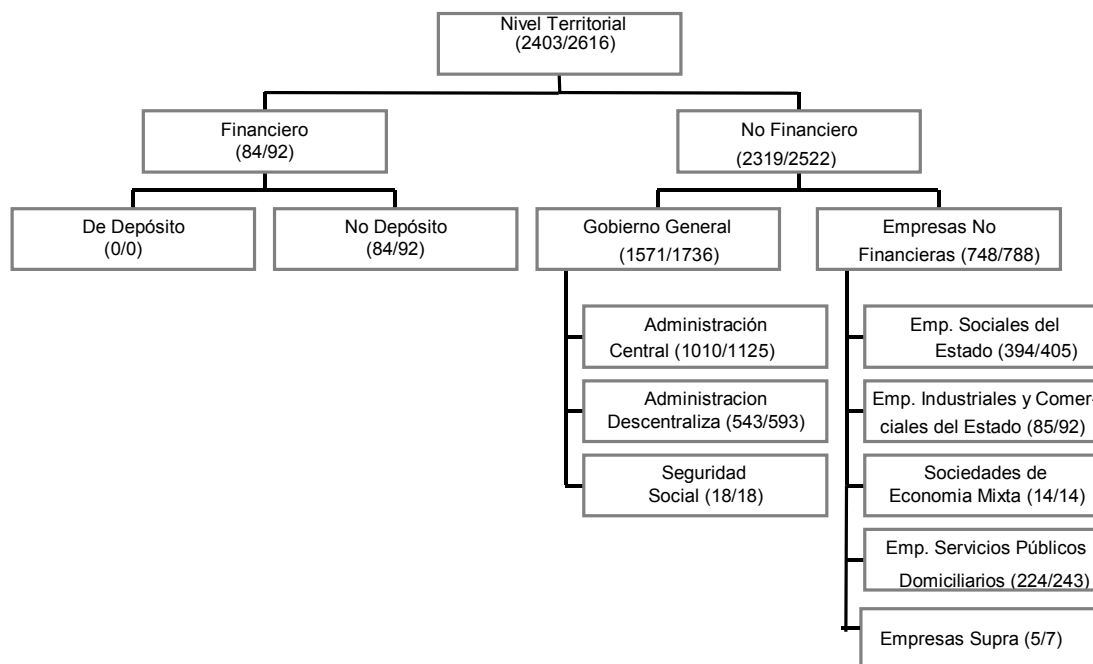 Nivel Territorial
(2403/2616)
Financiero
(84/92)
No Financiero
(2319/2522)
De Depósito
(0/0)
No Depósito
(84/92)
Gobierno General
(1571/1736)
Empresas No
Financieras (748/788)
Administración
Central (1010/1125)
Administracion
Descentraliza (543/593)
Seguridad
Social (18/18)
Emp. Sociales del
Estado (394/405)
Emp. Industriales y Comer-
ciales del Estado (85/92)
Sociedades de
Economia Mixta (14/14)
Emp. Servicios Públicos
Domiciliarios (224/243)
Empresas Supra (5/7)